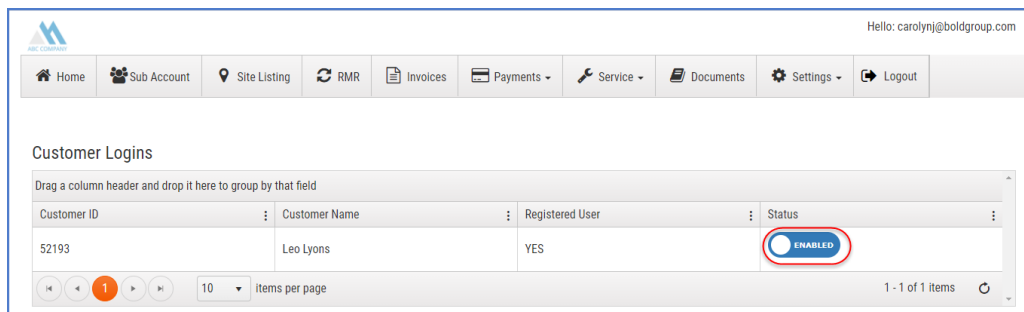 Hello: carolynj@boldgroup.com
ABC COMPANY
Home Sub Account Site Listing RMR Invoices Payments Service Documents Settings Logout
Customer Logins
Drag a column header and drop it here to group by that field
Customer ID Customer Name Registered User Status
52193 Leo Lyons YES ENABLED
1 10 items per page 1 - 1 of 1 items